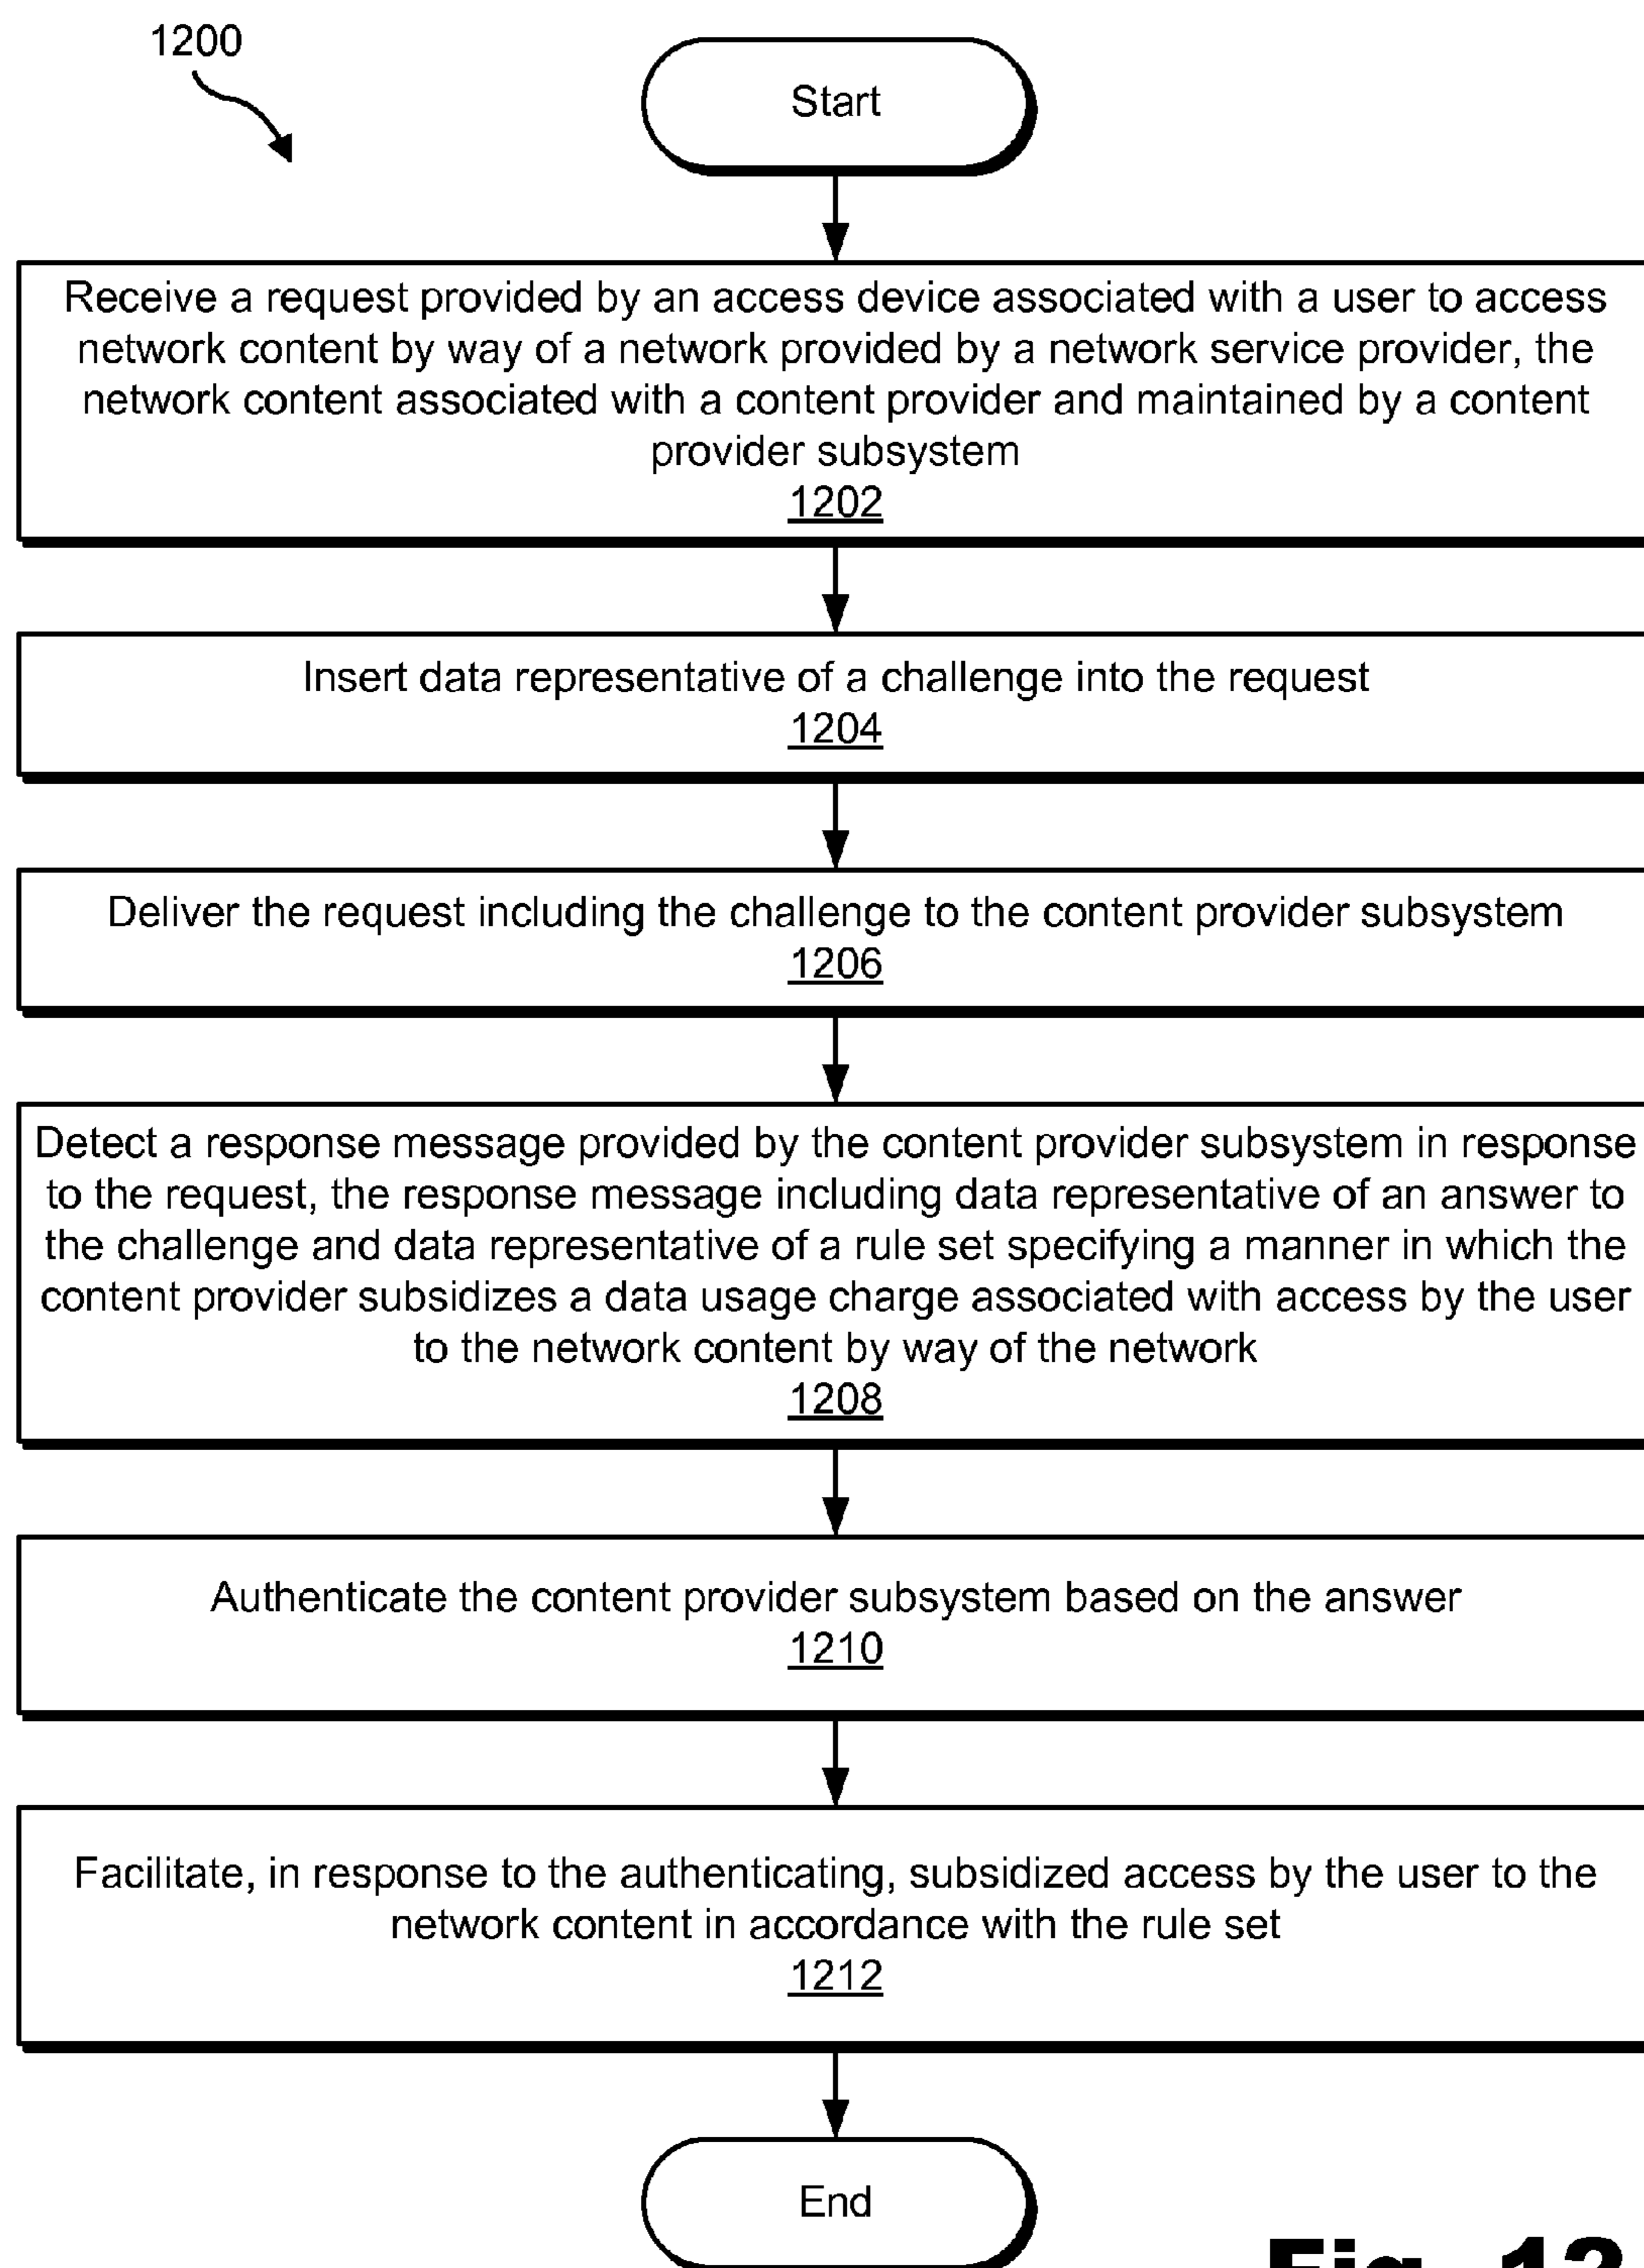 1200
Start
Receive a request provided by an access device associated with a user to access
network content by way of a network provided by a network service provider, the
network content associated with a content provider and maintained by a content
provider subsystem
1202
Insert data representative of a challenge into the request
1204
Deliver the request including the challenge to the content provider subsystem
1206
Detect a response message provided by the content provider subsystem in response
to the request, the response message including data representative of an answer to
the challenge and data representative of a rule set specifying a manner in which the
content provider subsidizes a data usage charge associated with access by the user
to the network content by way of the network
1208
Authenticate the content provider subsystem based on the answer
1210
Facilitate, in response to the authenticating, subsidized access by the user to the
network content in accordance with the rule set
1212
End
Fig. 12